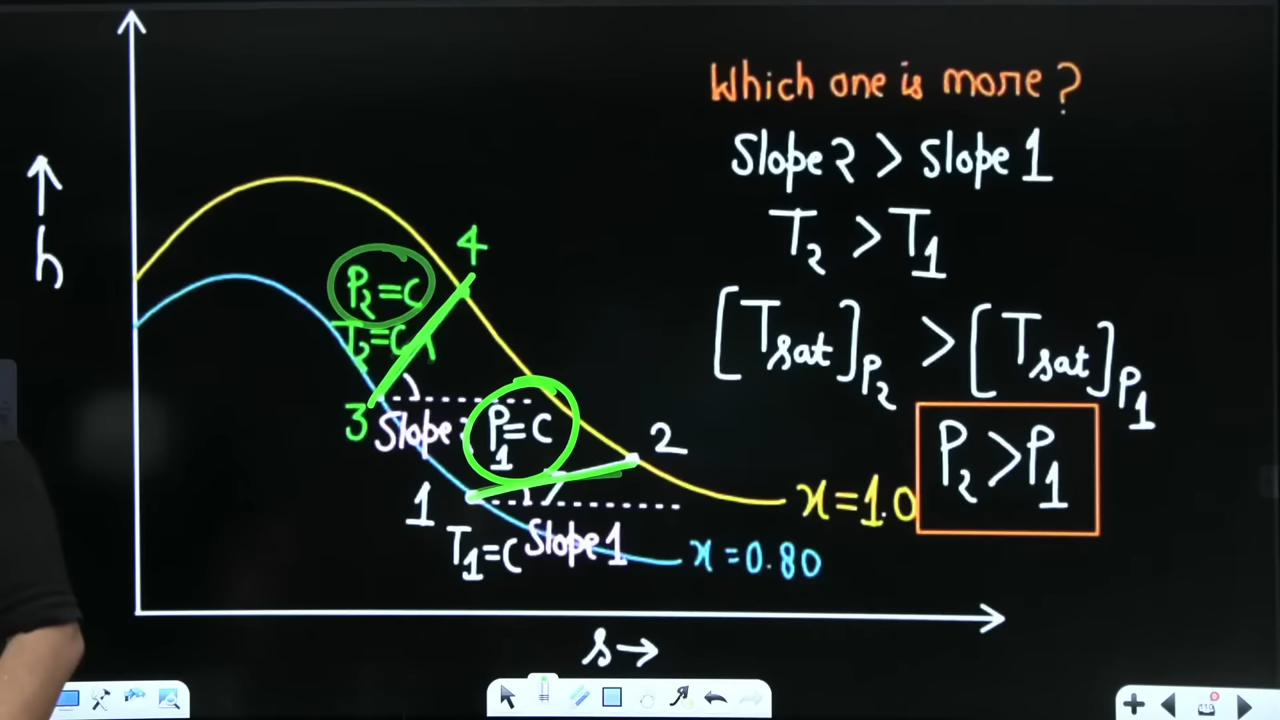 Which one is more?
Slope 2 > Slope 1
T₂ > T₁
[Tsat]P₂ > [Tsat]P₁
P₂ > P₁
h
4
P₂=C
T₂=C
3
Slope
P₁=C
2
1
x=1.0
T₁=C
Slope 1
x=0.80
s→